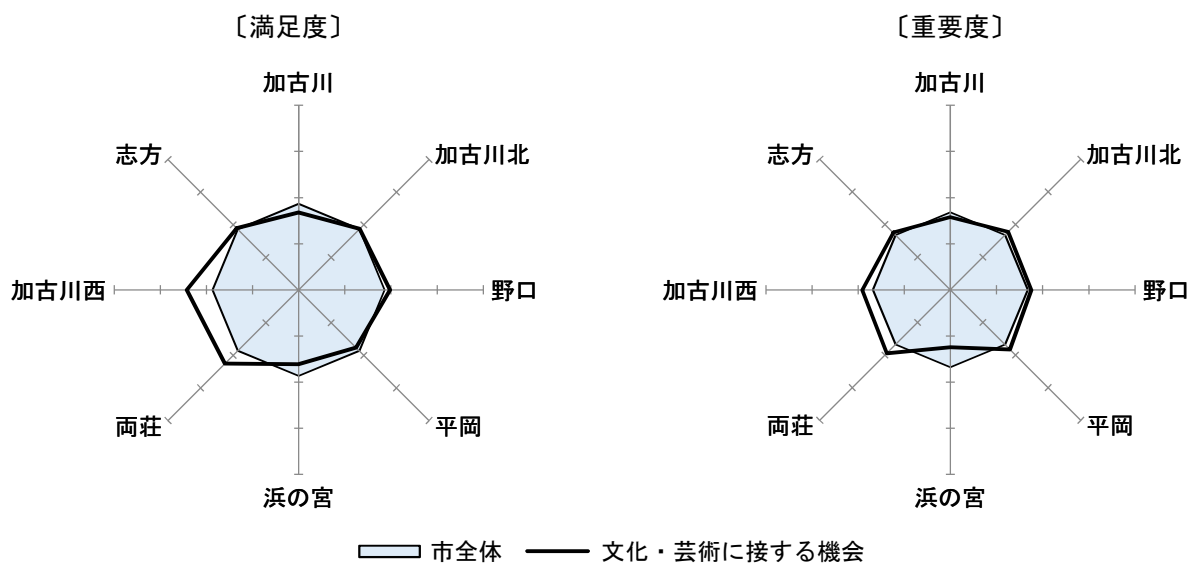 〔満足度〕
加古川
加古川北
野口
平岡
浜の宮
両荘
加古川西
志方
〔重要度〕
加古川
加古川北
野口
平岡
浜の宮
両荘
加古川西
志方
市全体
文化・芸術に接する機会